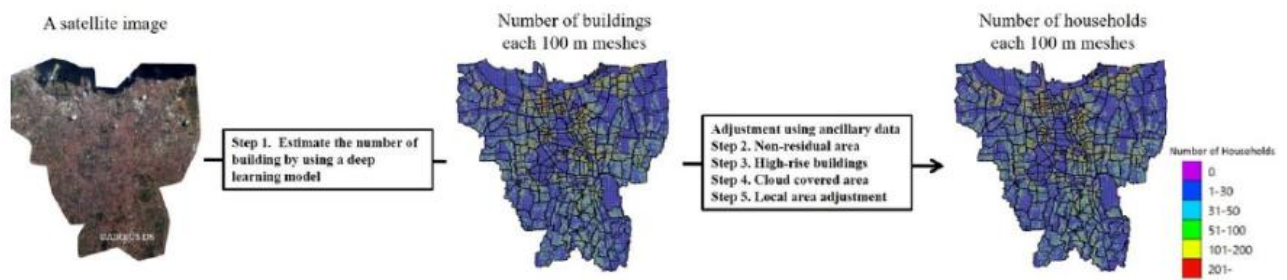 A satellite image
Step 1. Estimate the number of
building by using a deep
learning model
Number of buildings
each 100 m meshes
Adjustment using ancillary data
Step 2. Non-residual area
Step 3. High-rise buildings
Step 4. Cloud covered area
Step 5. Local area adjustment
Number of households
each 100 m meshes
Number of Households
0
1-30
31-50
51-100
101-200
201-